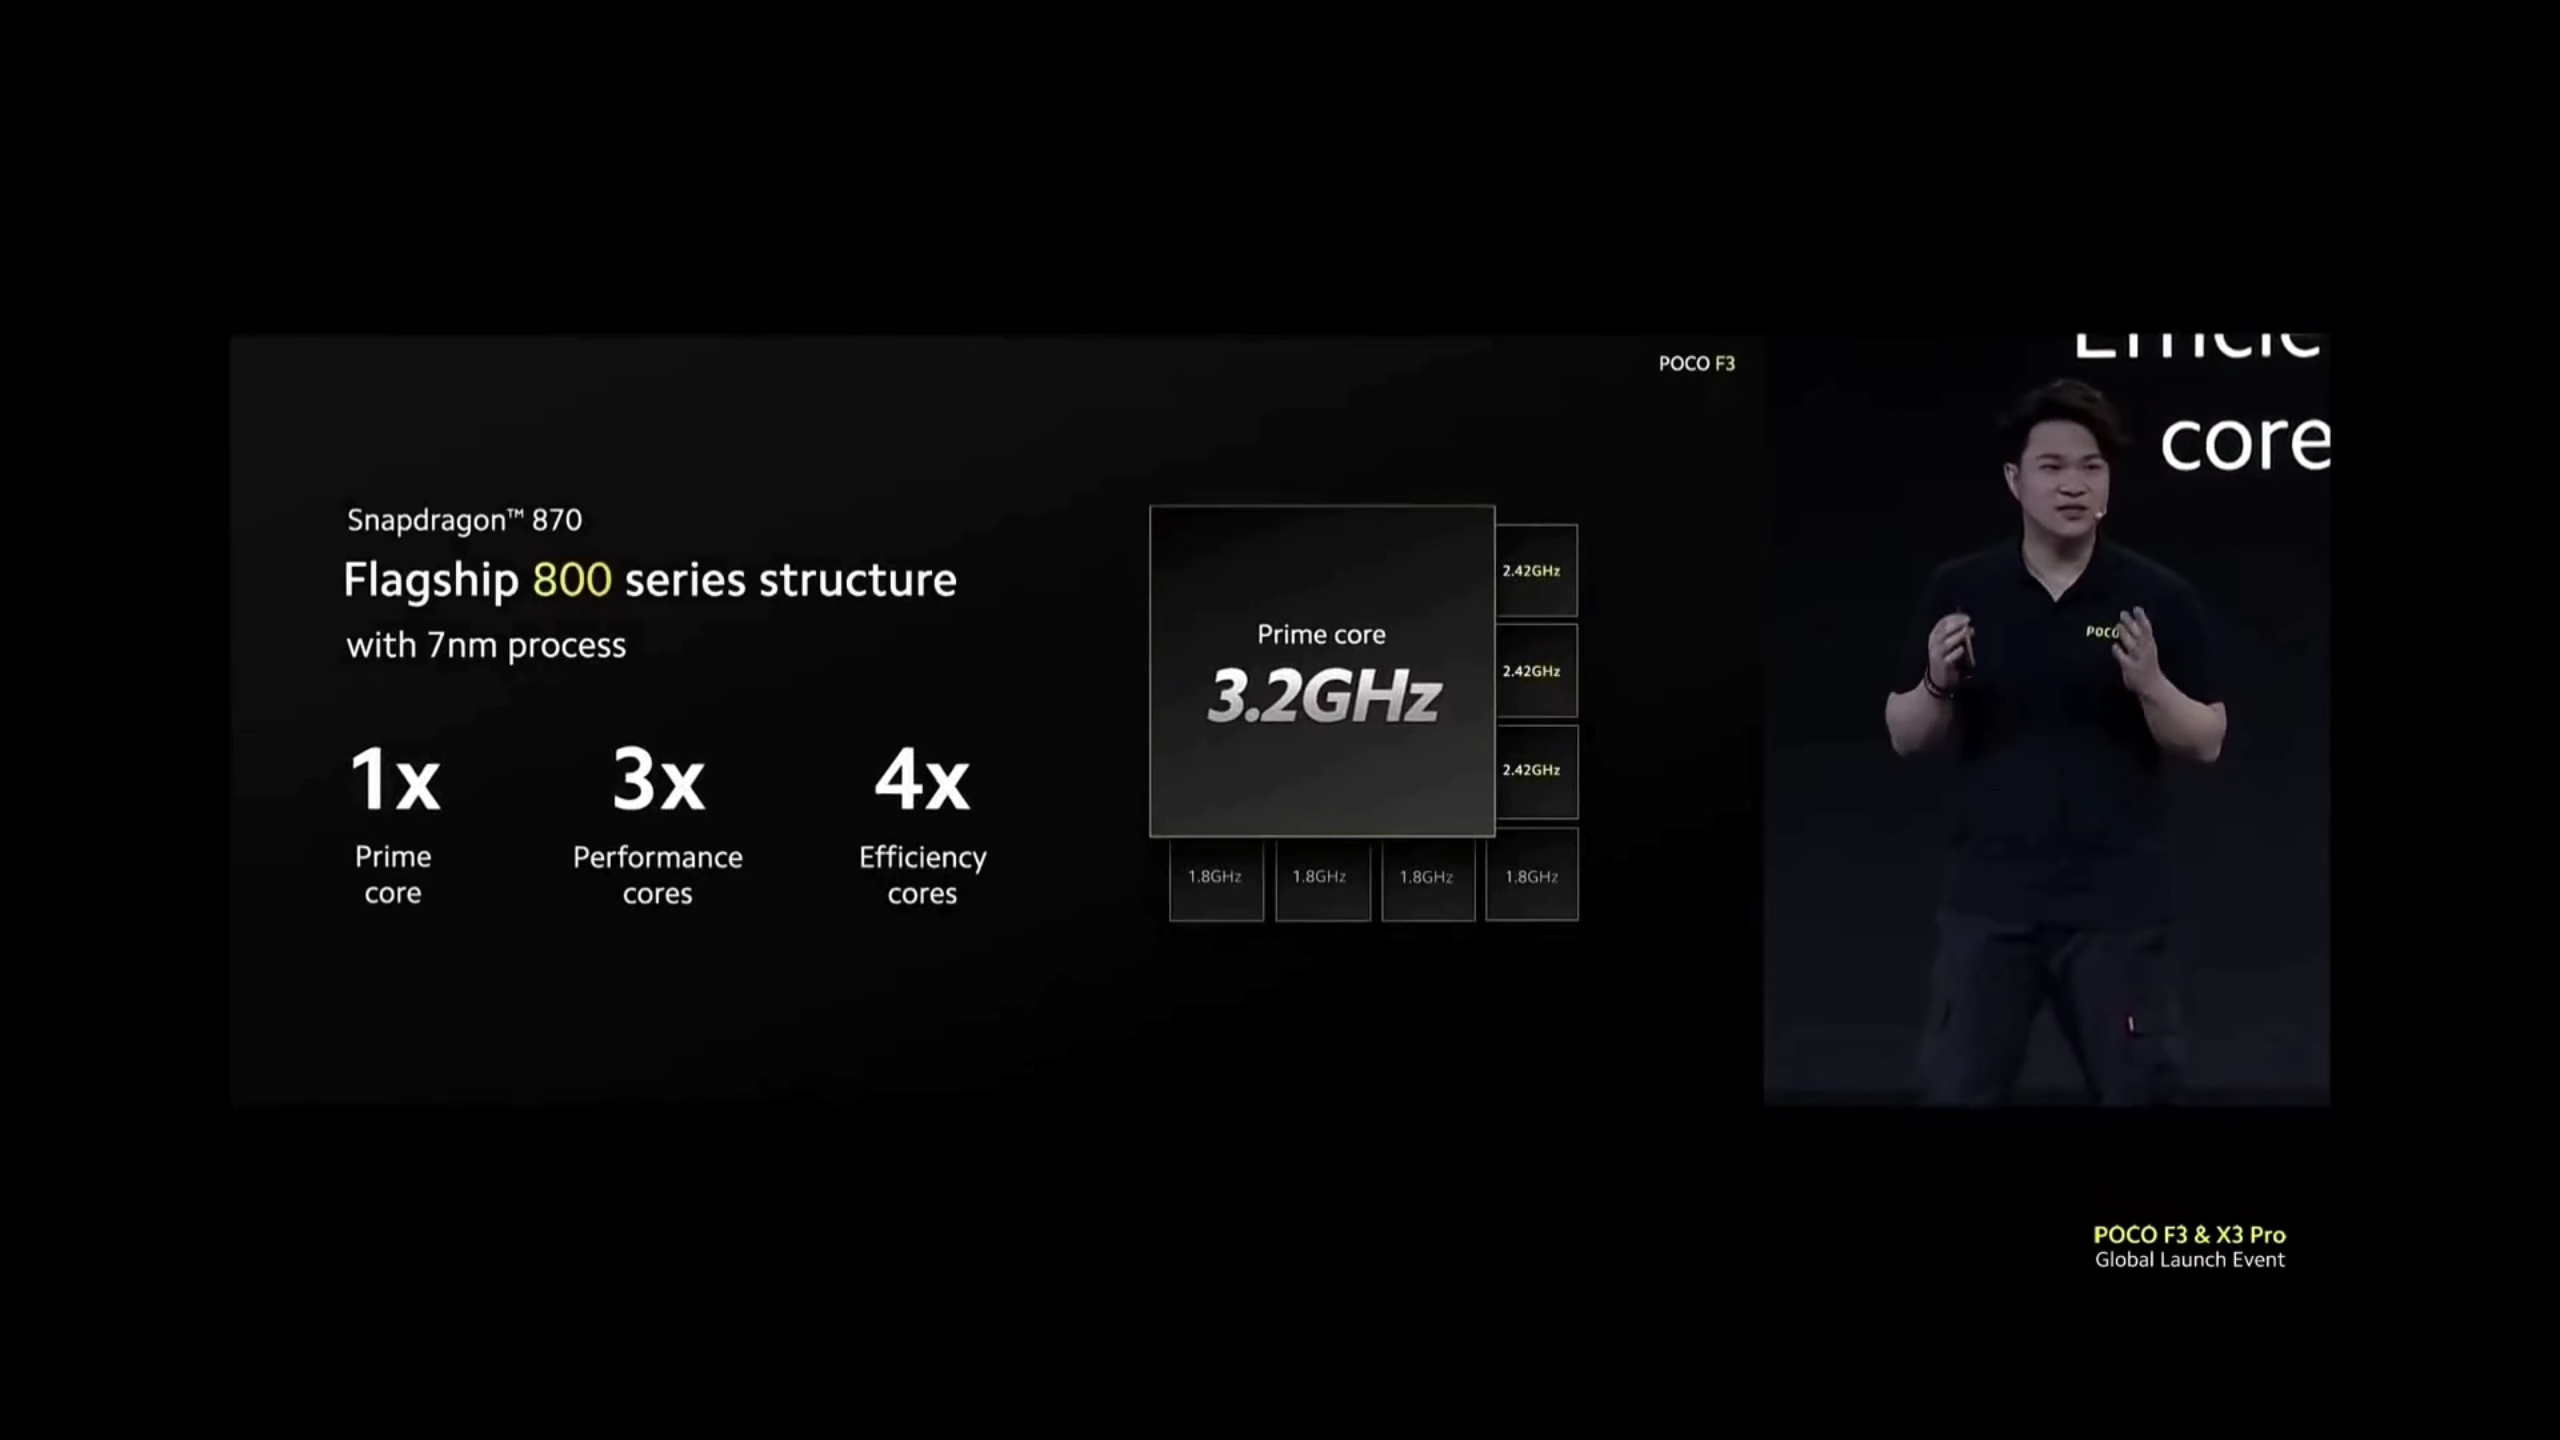 POCO F3
Snapdragon™ 870
Flagship 800 series structure
with 7nm process
1x
Prime
core
3x
Performance
cores
4x
Efficiency
cores
Prime core
3.2GHz
2.42GHz
2.42GHz
2.42GHz
1.8GHz
1.8GHz
1.8GHz
1.8GHz
core
POCO
POCO F3 & X3 Pro
Global Launch Event